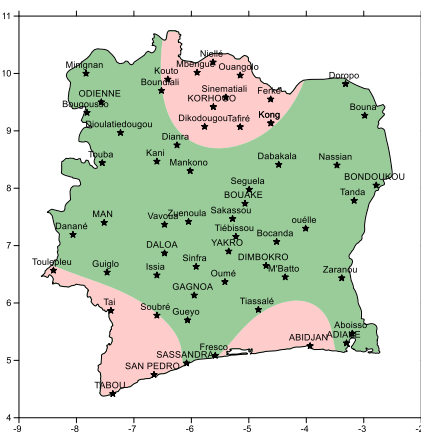 11
10
9
8
7
6
5
4
Niellé
Minignan
Mbengué
Ouangolo
Kouto
Doropo
Boundiali
Sinematiali
ODIENNE
Ferké
KORHOGO
Bougousso
Bouna
Dikodougou
Tafiré
Kong
Dioulatiedougou
Dianra
Kani
Touba
Mankono
Dabakala
Nassian
BONDOUKOU
Seguela
Tanda
BOUAKE
Sakassou
MAN
Vavoua
Zuenoula
ouélle
Danané
Tiébissou
Bocanda
YAKRO
DALOA
Toulepleu
Guiglo
Issia
Sinfra
DIMBOKRO
M'Batto
Zaranou
Oumé
GAGNOA
Tai
Soubré
Gueyo
Tiassalé
Aboisso
ABIDJAN
ADIAKE
Fresco
SASSANDRA
SAN PEDRO
TABOU
-9 -8 -7 -6 -5 -4 -3 -2